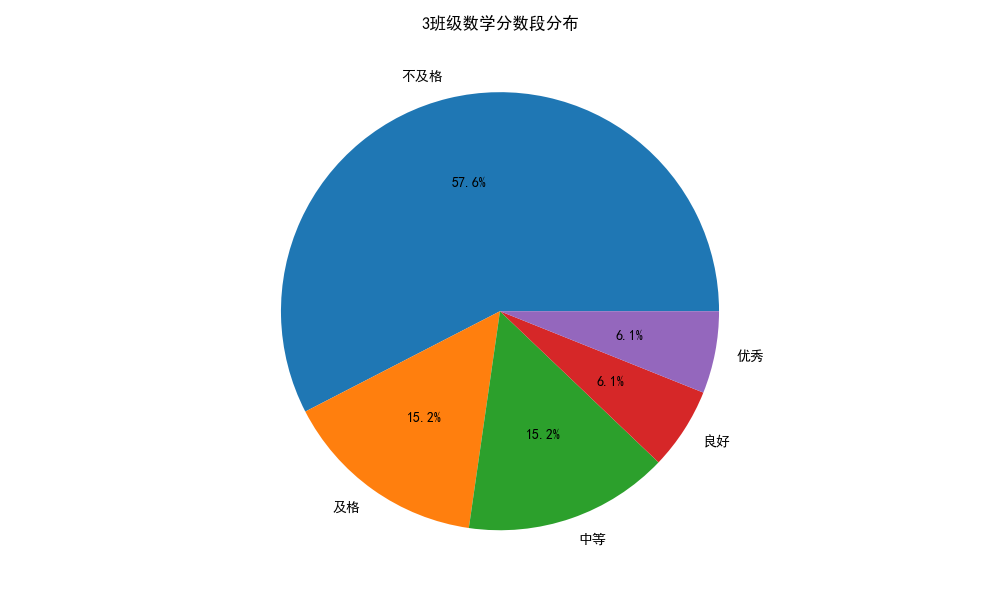 3班级数学分数段分布
不及格
57.6%
6.1%
优秀
6.1%
15.2%
15.2%
良好
及格
中等